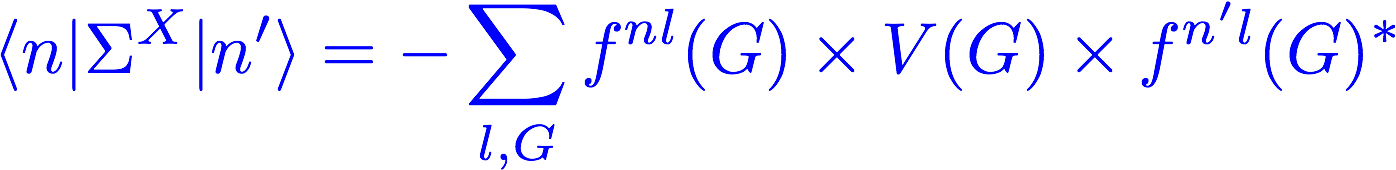 ⟨n|Σ^X|n′⟩ = − ∑_{l,G} f^{nl}(G) × V(G) × f^{n′l}(G)^*